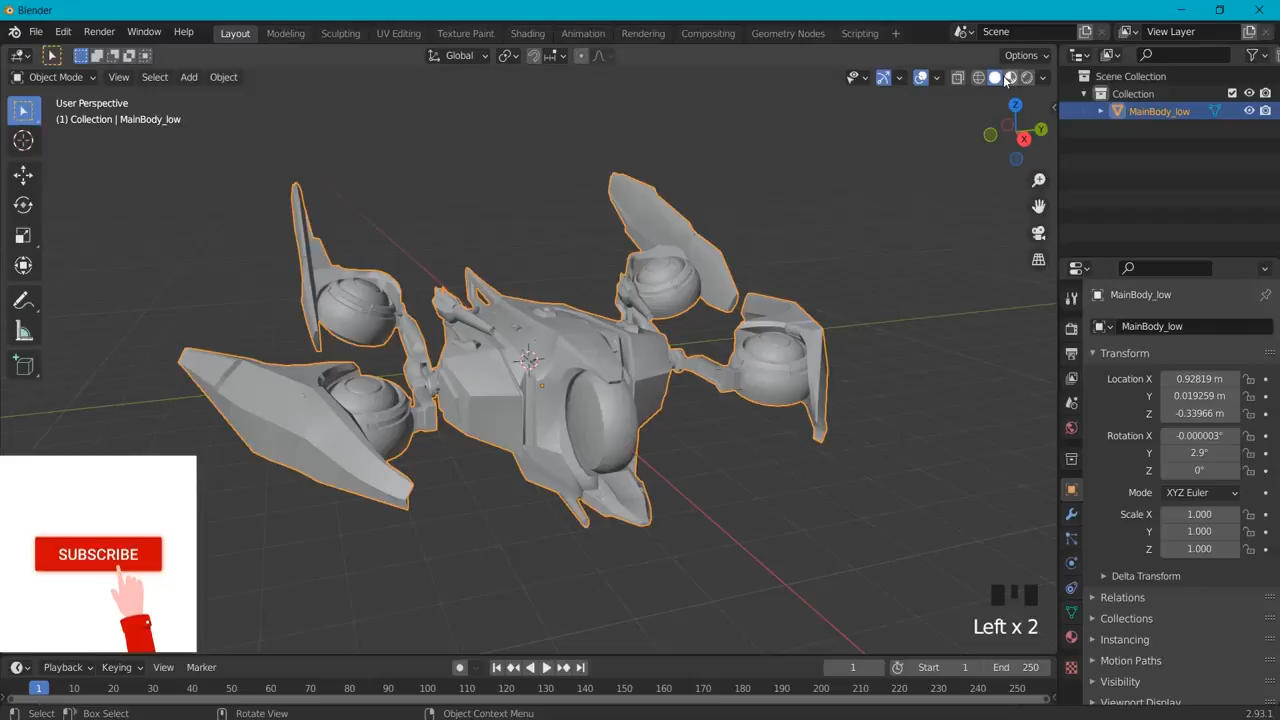 Blender
File Edit Render Window Help
Layout Modeling Sculpting UV Editing Texture Paint Shading Animation Rendering Compositing Geometry Nodes Scripting +
Scene
View Layer
Global
Options
Object Mode View Select Add Object
User Perspective
(1) Collection | MainBody_low
Z
Y
X
Scene Collection
Collection
MainBody_low
MainBody_low
MainBody_low
Transform
Location X 0.92819 m
Y 0.019259 m
Z -0.33966 m
Rotation X -0.000003°
Y 2.9°
Z 0°
Mode XYZ Euler
Scale X 1.000
Y 1.000
Z 1.000
Delta Transform
Relations
Collections
Instancing
Motion Paths
Visibility
Viewport Display
SUBSCRIBE
Left x 2
Playback Keying View Marker
1 Start 1 End 250
1 10 20 30 40 50 60 70 80 90 100 110 120 130 140 150 160 170 180 190 200 210 220 230 240 250
Select Box Select Rotate View Object Context Menu 2.93.1